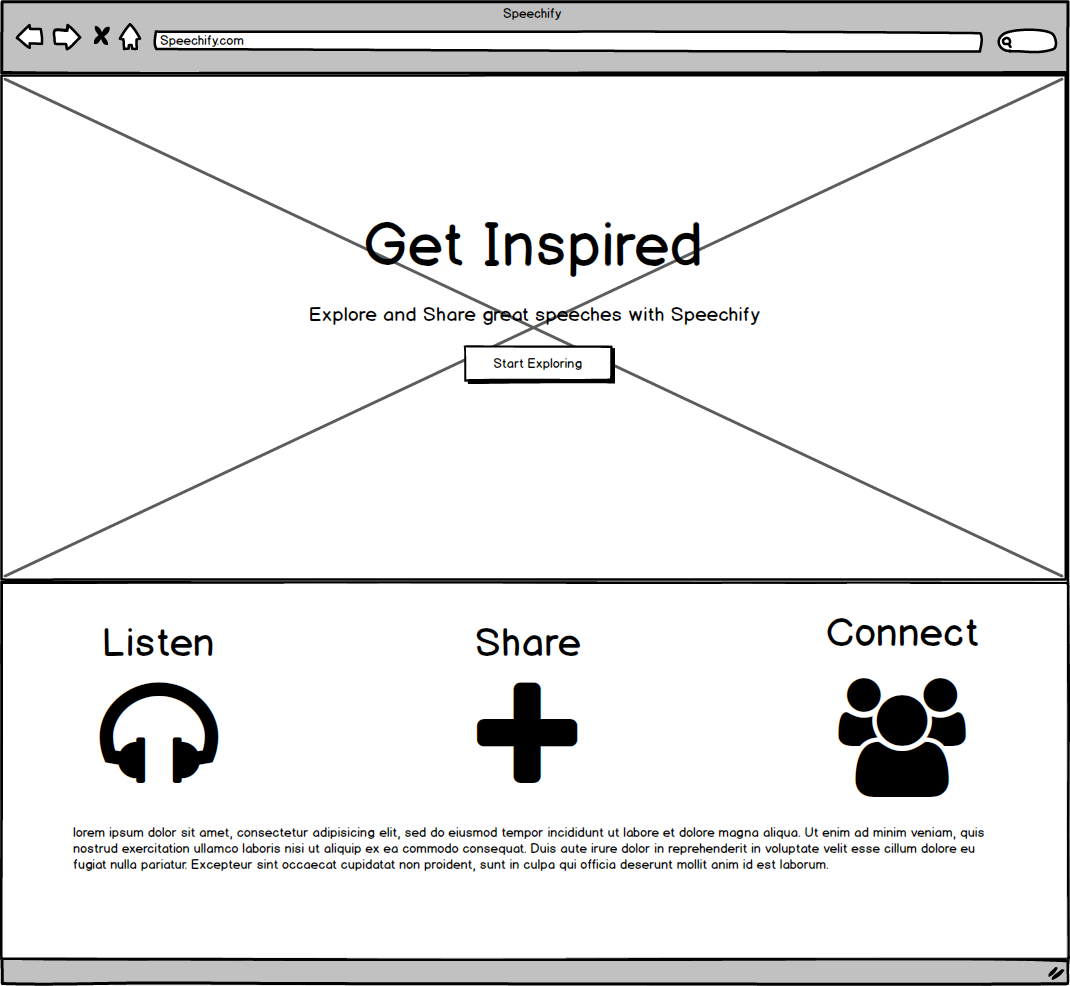 Speechify
Speechify.com
Get Inspired
Explore and Share great speeches with Speechify
Start Exploring
Listen
Share
Connect
lorem ipsum dolor sit amet, consectetur adipisicing elit, sed do eiusmod tempor incididunt ut labore et dolore magna aliqua. Ut enim ad minim veniam, quis
nostrud exercitation ullamco laboris nisi ut aliquip ex ea commodo consequat. Duis aute irure dolor in reprehenderit in voluptate velit esse cillum dolore eu
fugiat nulla pariatur. Excepteur sint occaecat cupidatat non proident, sunt in culpa qui officia deserunt mollit anim id est laborum.